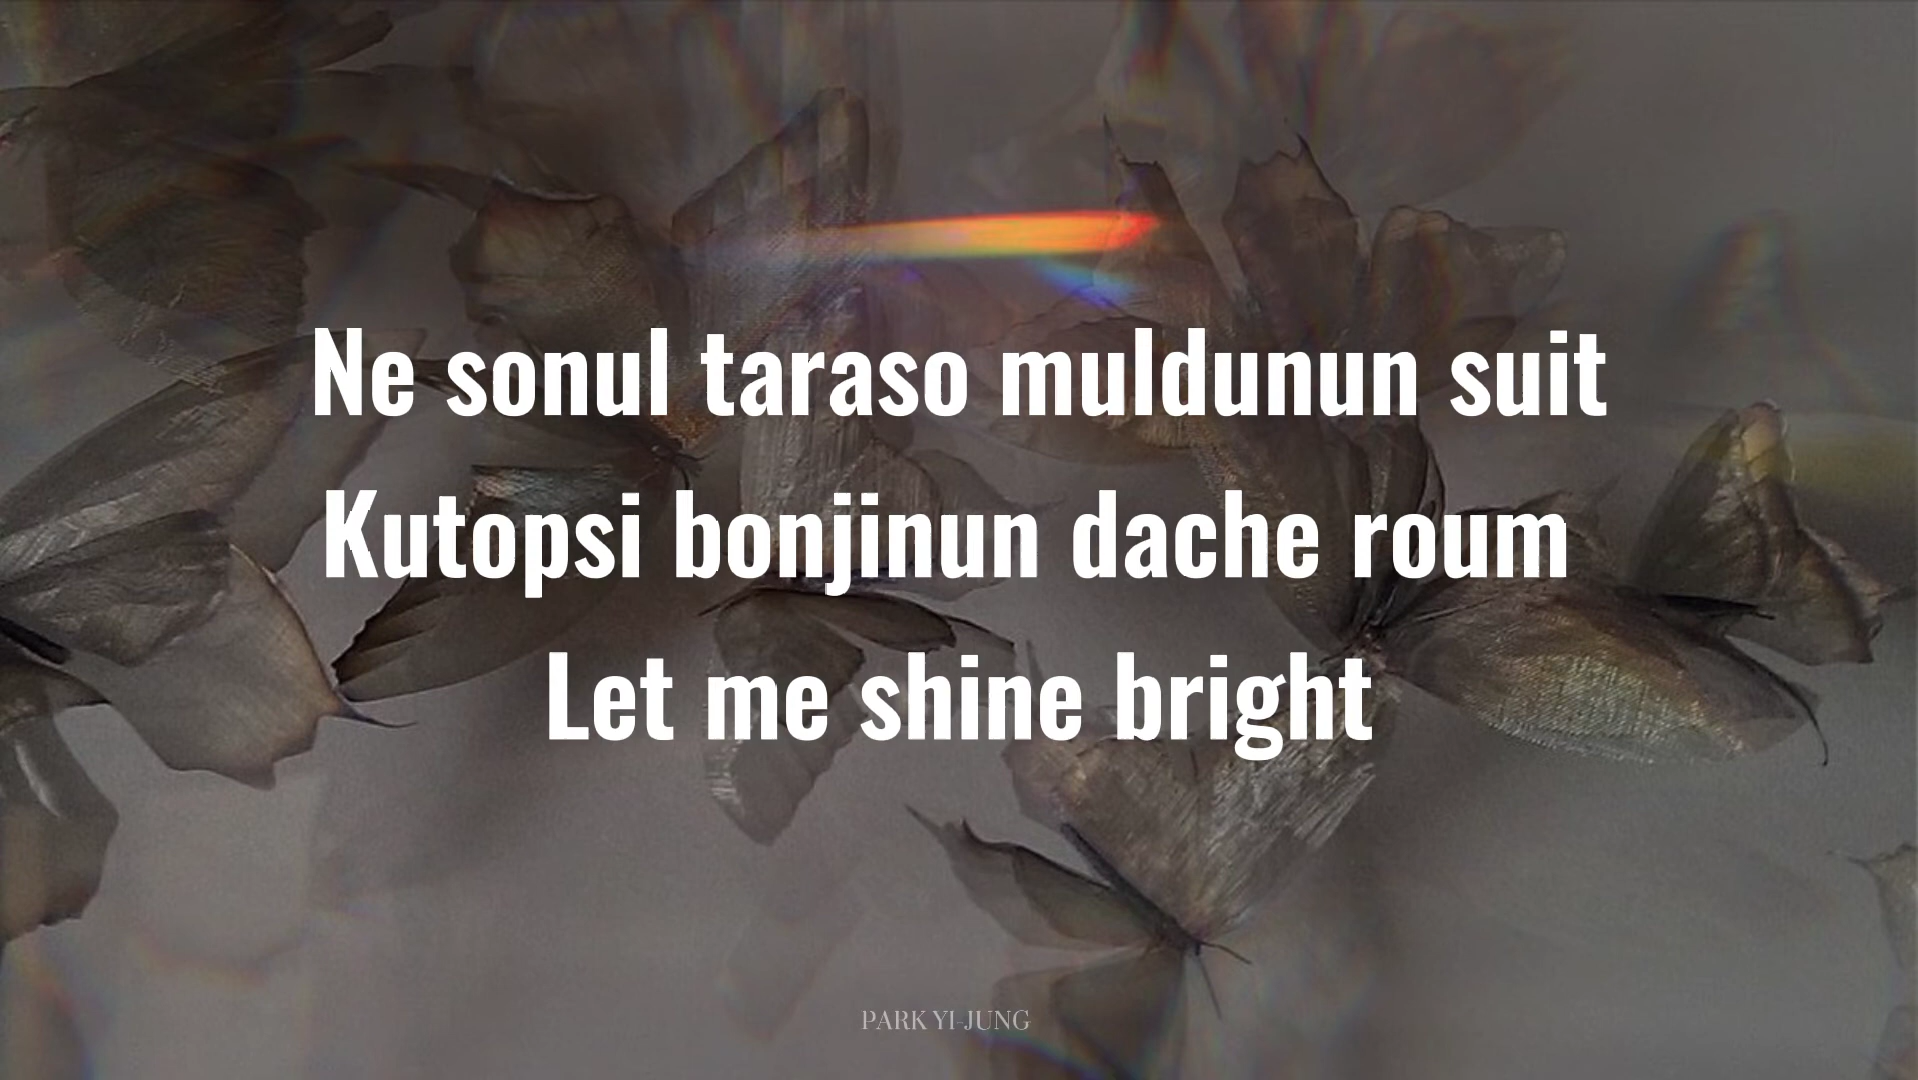 Ne sonul taraso muldunun suit
Kutopsi bonjinun dache roum
Let me shine bright
PARK YI-JUNG